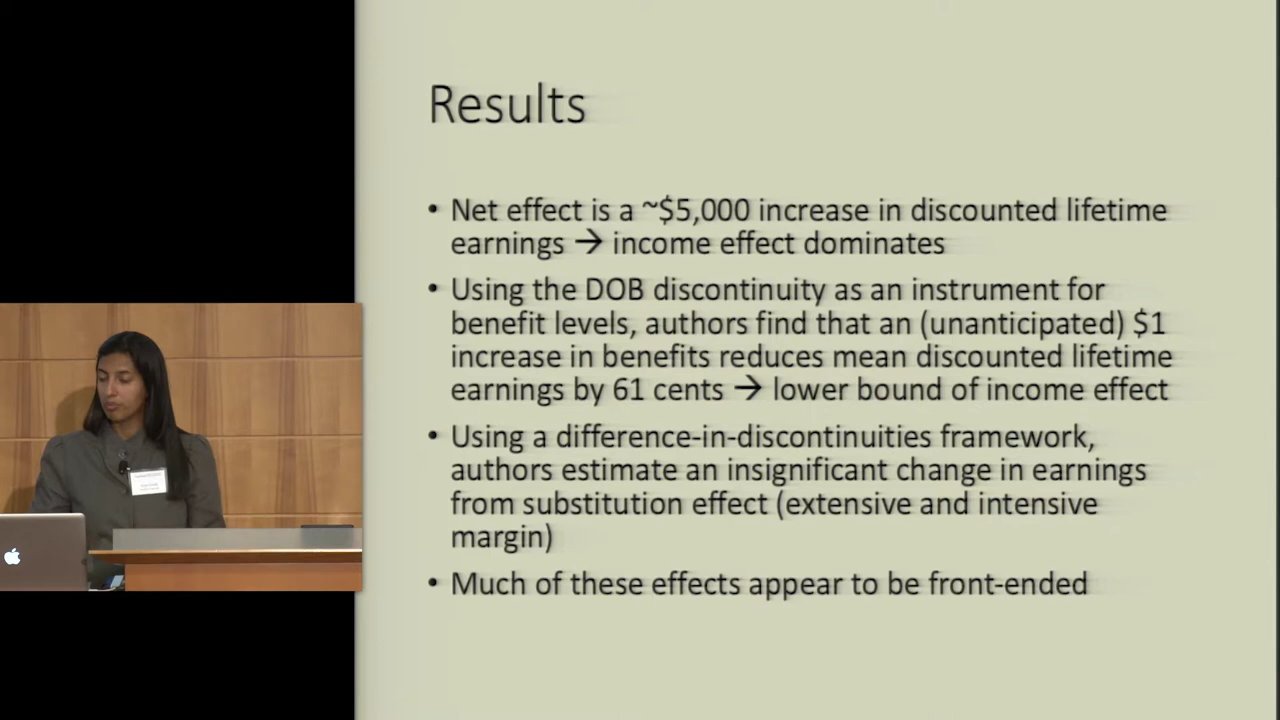 Results
• Net effect is a ~$5,000 increase in discounted lifetime
earnings → income effect dominates
• Using the DOB discontinuity as an instrument for
benefit levels, authors find that an (unanticipated) $1
increase in benefits reduces mean discounted lifetime
earnings by 61 cents → lower bound of income effect
• Using a difference-in-discontinuities framework,
authors estimate an insignificant change in earnings
from substitution effect (extensive and intensive
margin)
• Much of these effects appear to be front-ended